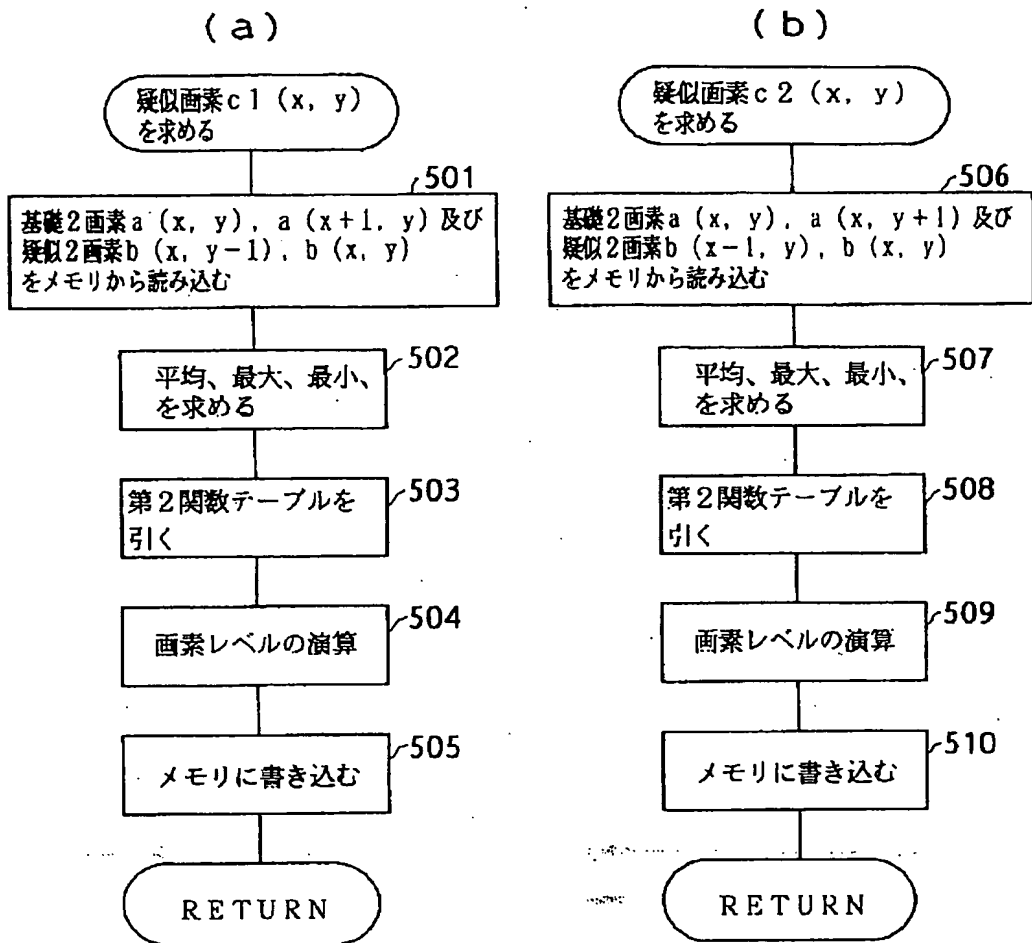 (a)
疑似画素c1 (x, y)
を求める
501
基礎2画素a (x, y), a (x+1, y) 及び
疑似2画素b (x, y−1), b (x, y)
をメモリから読み込む
502
平均、最大、最小、
を求める
503
第2関数テーブルを
引く
504
画素レベルの演算
505
メモリに書き込む
RETURN
(b)
疑似画素c2 (x, y)
を求める
506
基礎2画素a (x, y), a (x, y+1) 及び
疑似2画素b (x−1, y), b (x, y)
をメモリから読み込む
507
平均、最大、最小、
を求める
508
第2関数テーブルを
引く
509
画素レベルの演算
510
メモリに書き込む
RETURN